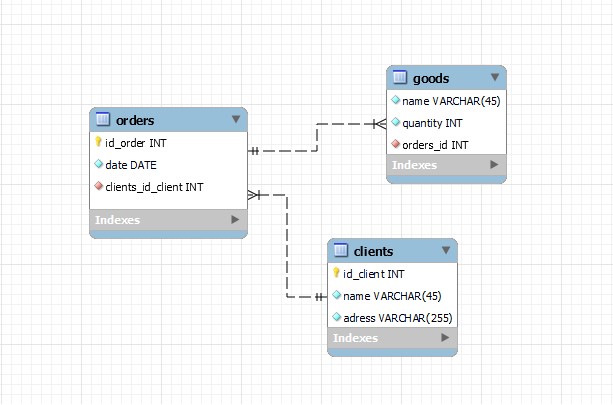 orders
id_order INT
date DATE
clients_id_client INT
Indexes
goods
name VARCHAR(45)
quantity INT
orders_id INT
Indexes
clients
id_client INT
name VARCHAR(45)
adress VARCHAR(255)
Indexes